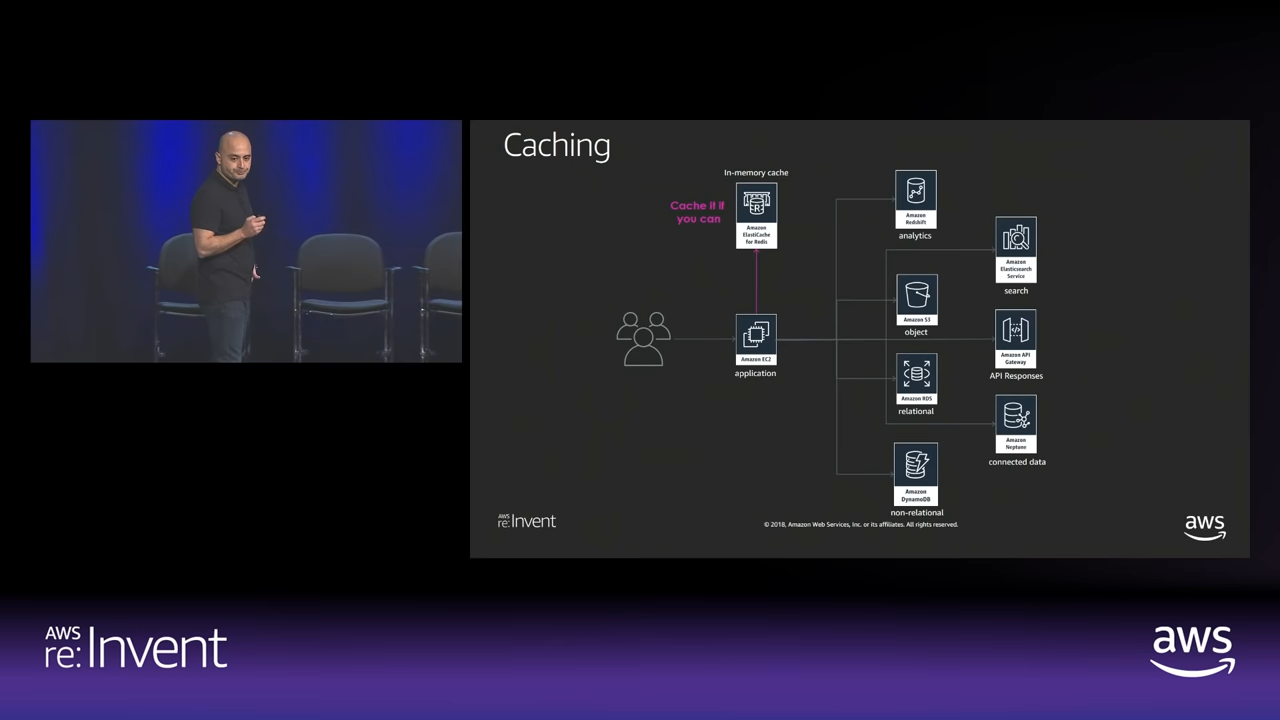 Caching
In-memory cache
Cache it if
you can
Amazon
ElastiCache
for Redis
Amazon EC2
application
Amazon
Redshift
analytics
Amazon S3
object
Amazon RDS
relational
Amazon
DynamoDB
non-relational
Amazon
Elasticsearch
Service
search
Amazon API
Gateway
API Responses
Amazon
Neptune
connected data
AWS
re:Invent
© 2018, Amazon Web Services, Inc. or its affiliates. All rights reserved.
aws
AWS
re:Invent
aws